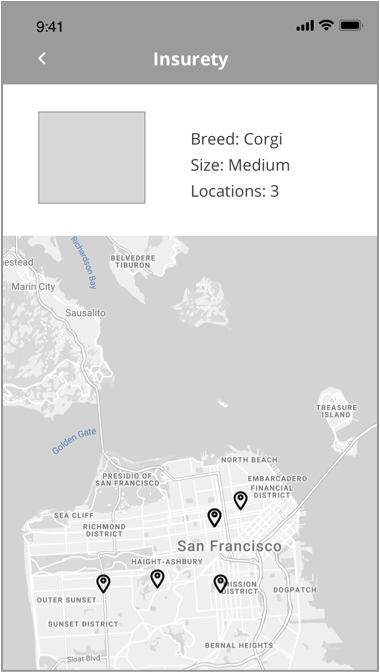 9:41
Insurety
Breed: Corgi
Size: Medium
Locations: 3
Richardson Bay
BELVEDERE
TIBURON
estead
Marin City
Sausalito
TREASURE
ISLAND
Golden Gate
NORTH BEACH
PRESIDIO OF
SAN FRANCISCO
EMBARCADERO
FINANCIAL
DISTRICT
SEA CLIFF
RICHMOND
DISTRICT
San Francisco
HAIGHT-ASHBURY
MISSION
DISTRICT
DOGPATCH
OUTER SUNSET
SUNSET DISTRICT
BERNAL HEIGHTS
Sloat Blvd